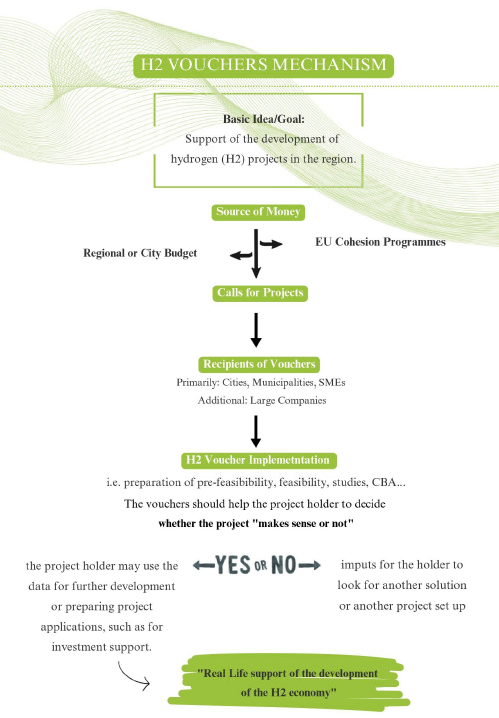 H2 VOUCHERS MECHANISM
Basic Idea/Goal:
Support of the development of
hydrogen (H2) projects in the region.
Source of Money
EU Cohesion Programmes
Regional or City Budget
Calls for Projects
Recipients of Vouchers
Primarily: Cities, Municipalities, SMEs
Additional: Large Companies
H2 Voucher Implemetntation
i.e. preparation of pre-feasibibility, feasibility, studies, CBA...
The vouchers should help the project holder to decide
whether the project "makes sense or not"
YES OR NO
the project holder may use the
data for further development
or preparing project
applications, such as for
investment support.
imputs for the holder to
look for another solution
or another project set up
"Real Life support of the development
of the H2 economy"